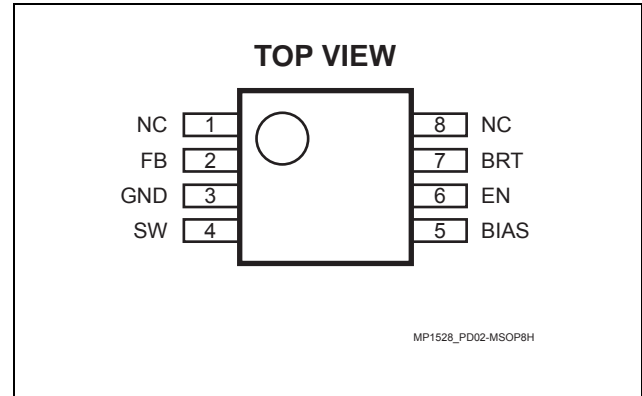 TOP VIEW
NC 1 8 NC
FB 2 7 BRT
GND 3 6 EN
SW 4 5 BIAS
MP1528_PD02-MSOP8H